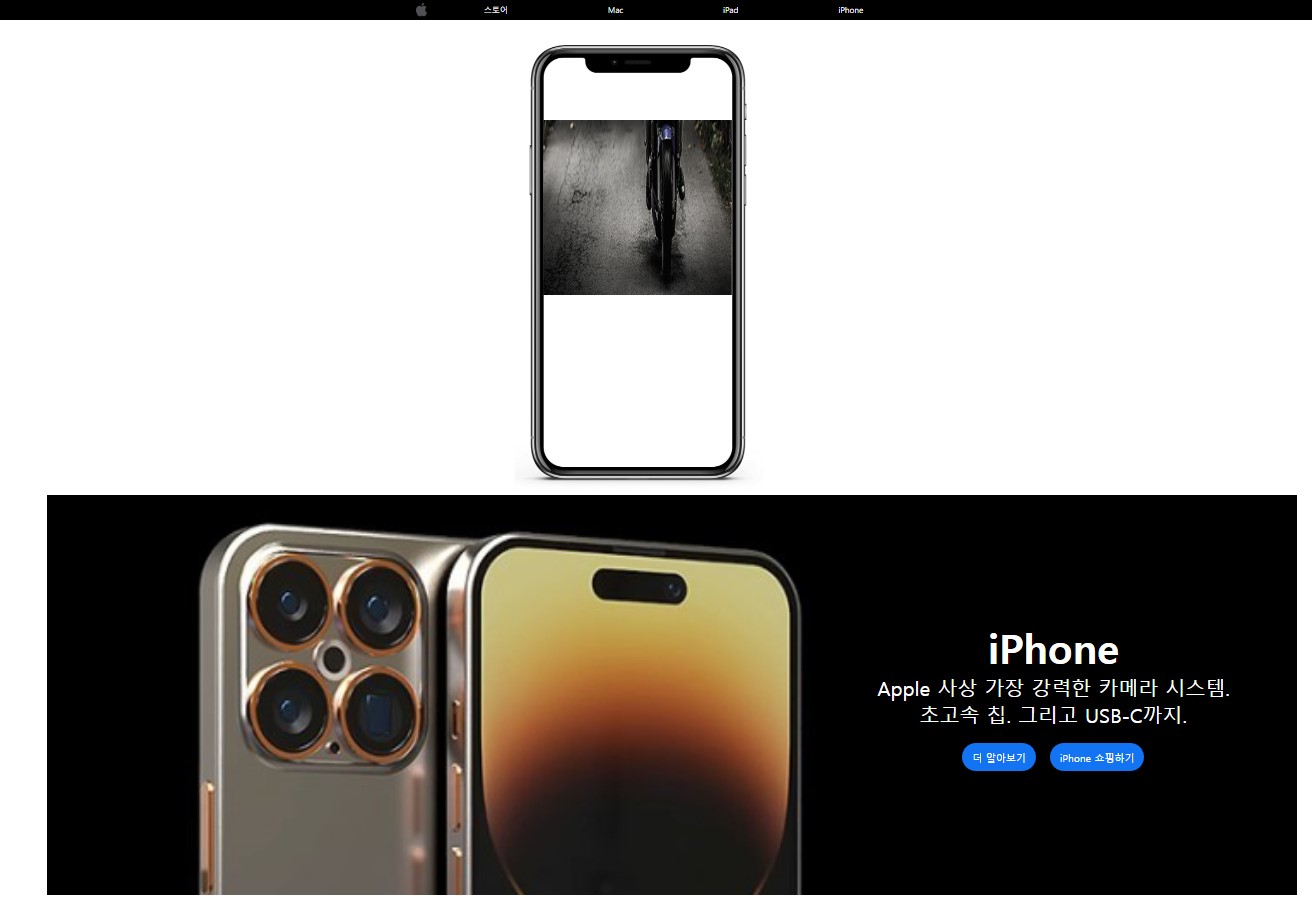 스토어
Mac
iPad
iPhone
iPhone
Apple 사상 가장 강력한 카메라 시스템.
초고속 칩. 그리고 USB-C까지.
더 알아보기
iPhone 쇼핑하기